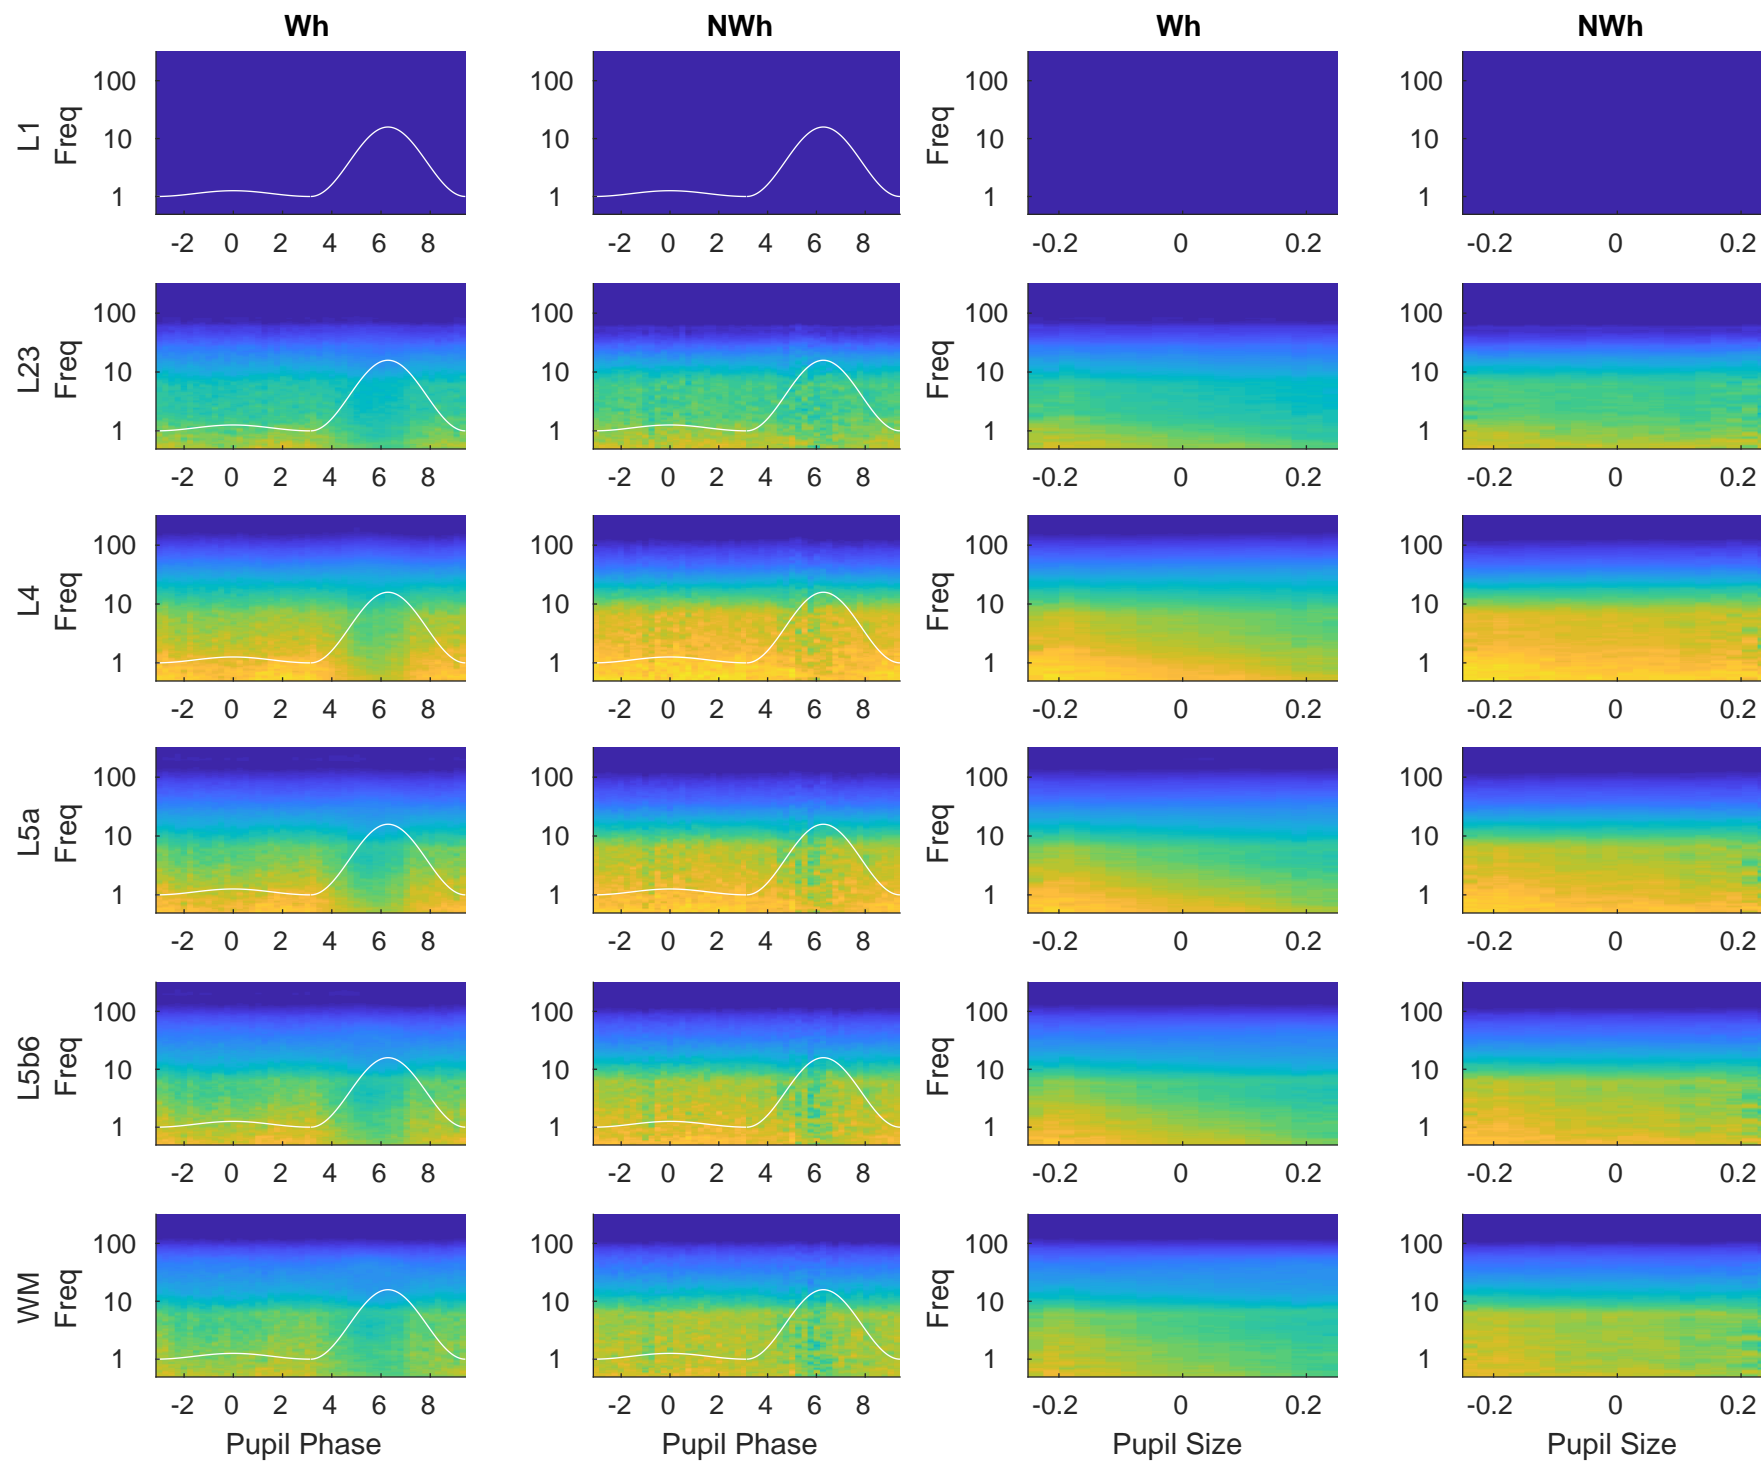 Wh NWh Wh NWh
L1 Freq 100 10 1 100 10 1 Freq 100 10 1 100 10 1
-2 0 2 4 6 8 -2 0 2 4 6 8 -0.2 0 0.2 -0.2 0 0.2
L23 Freq 100 10 1 100 10 1 Freq 100 10 1 100 10 1
-2 0 2 4 6 8 -2 0 2 4 6 8 -0.2 0 0.2 -0.2 0 0.2
L4 Freq 100 10 1 100 10 1 Freq 100 10 1 100 10 1
-2 0 2 4 6 8 -2 0 2 4 6 8 -0.2 0 0.2 -0.2 0 0.2
L5a Freq 100 10 1 100 10 1 Freq 100 10 1 100 10 1
-2 0 2 4 6 8 -2 0 2 4 6 8 -0.2 0 0.2 -0.2 0 0.2
L5b6 Freq 100 10 1 100 10 1 Freq 100 10 1 100 10 1
-2 0 2 4 6 8 -2 0 2 4 6 8 -0.2 0 0.2 -0.2 0 0.2
WM Freq 100 10 1 100 10 1 Freq 100 10 1 100 10 1
-2 0 2 4 6 8 -2 0 2 4 6 8 -0.2 0 0.2 -0.2 0 0.2
Pupil Phase Pupil Phase Pupil Size Pupil Size